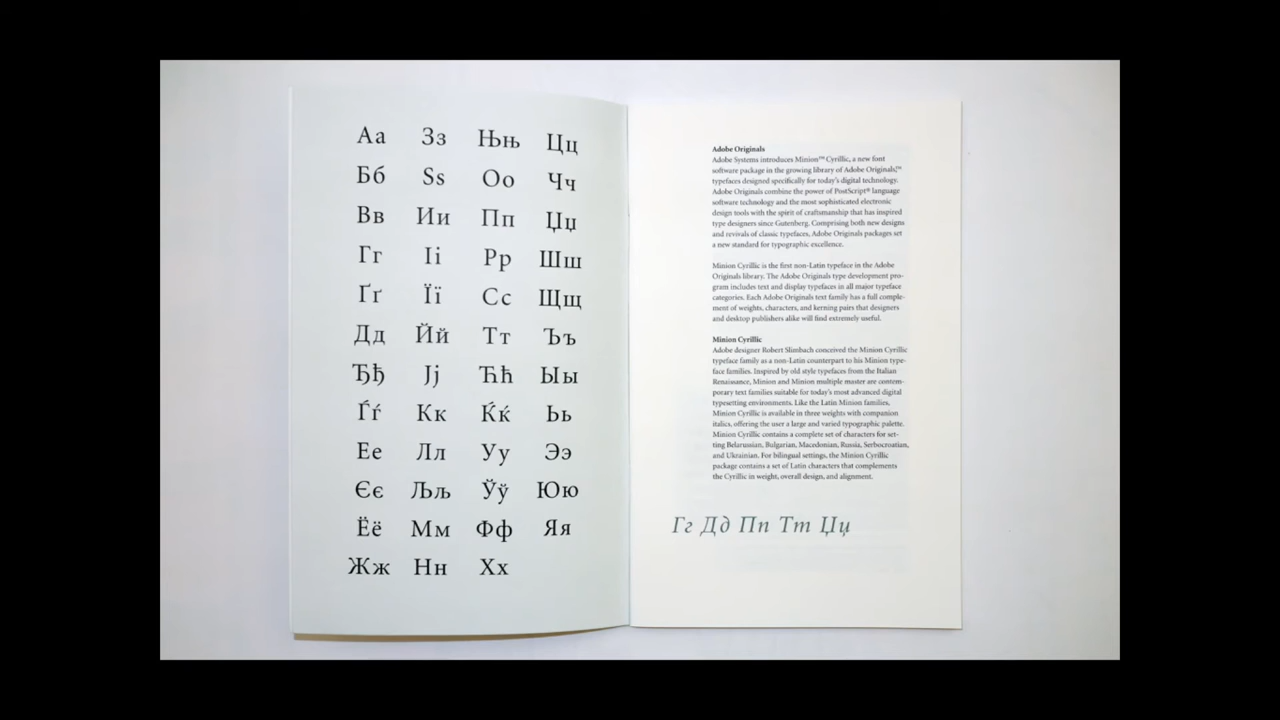 Аа Зз Њњ Цц
Бб Ѕѕ Оо Чч
Вв Ии Пп Џџ
Гг Іі Рр Шш
Ґґ Її Сс Щщ
Дд Йй Тт Ъъ
Ђђ Јј Ћћ Ыы
Ѓѓ Кк Ќќ Ьь
Ее Лл Уу Ээ
Єє Љљ Ўў Юю
Ёё Мм Фф Яя
Жж Нн Хх
Adobe Originals
Adobe Systems introduces Minion™ Cyrillic, a new font
software package in the growing library of Adobe Originals,™
typefaces designed specifically for today's digital technology.
Adobe Originals combine the power of PostScript® language
software technology and the most sophisticated electronic
design tools with the spirit of craftsmanship that has inspired
type designers since Gutenberg. Comprising both new designs
and revivals of classic typefaces, Adobe Originals packages set
a new standard for typographic excellence.
Minion Cyrillic is the first non-Latin typeface in the Adobe
Originals library. The Adobe Originals type development pro-
gram includes text and display typefaces in all major typeface
categories. Each Adobe Originals text family has a full comple-
ment of weights, characters, and kerning pairs that designers
and desktop publishers alike will find extremely useful.
Minion Cyrillic
Adobe designer Robert Slimbach conceived the Minion Cyrillic
typeface family as a non-Latin counterpart to his Minion type-
face families. Inspired by old style typefaces from the Italian
Renaissance, Minion and Minion multiple master are contem-
porary text families suitable for today's most advanced digital
typesetting environments. Like the Latin Minion families,
Minion Cyrillic is available in three weights with companion
italics, offering the user a large and varied typographic palette.
Minion Cyrillic contains a complete set of characters for set-
ting Belarussian, Bulgarian, Macedonian, Russia, Serbocroatian,
and Ukrainian. For bilingual settings, the Minion Cyrillic
package contains a set of Latin characters that complements
the Cyrillic in weight, overall design, and alignment.
Гг Дд Пп Тт Џџ